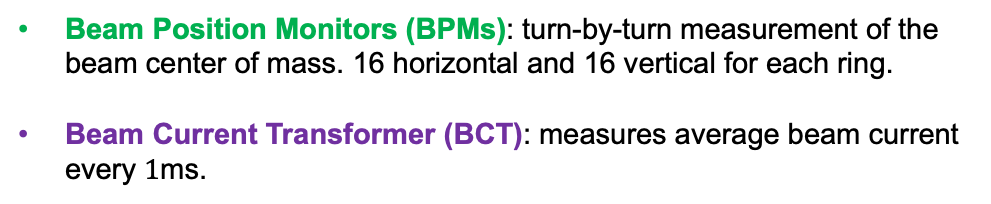 • Beam Position Monitors (BPMs): turn-by-turn measurement of the
beam center of mass. 16 horizontal and 16 vertical for each ring.
• Beam Current Transformer (BCT): measures average beam current
every 1ms.